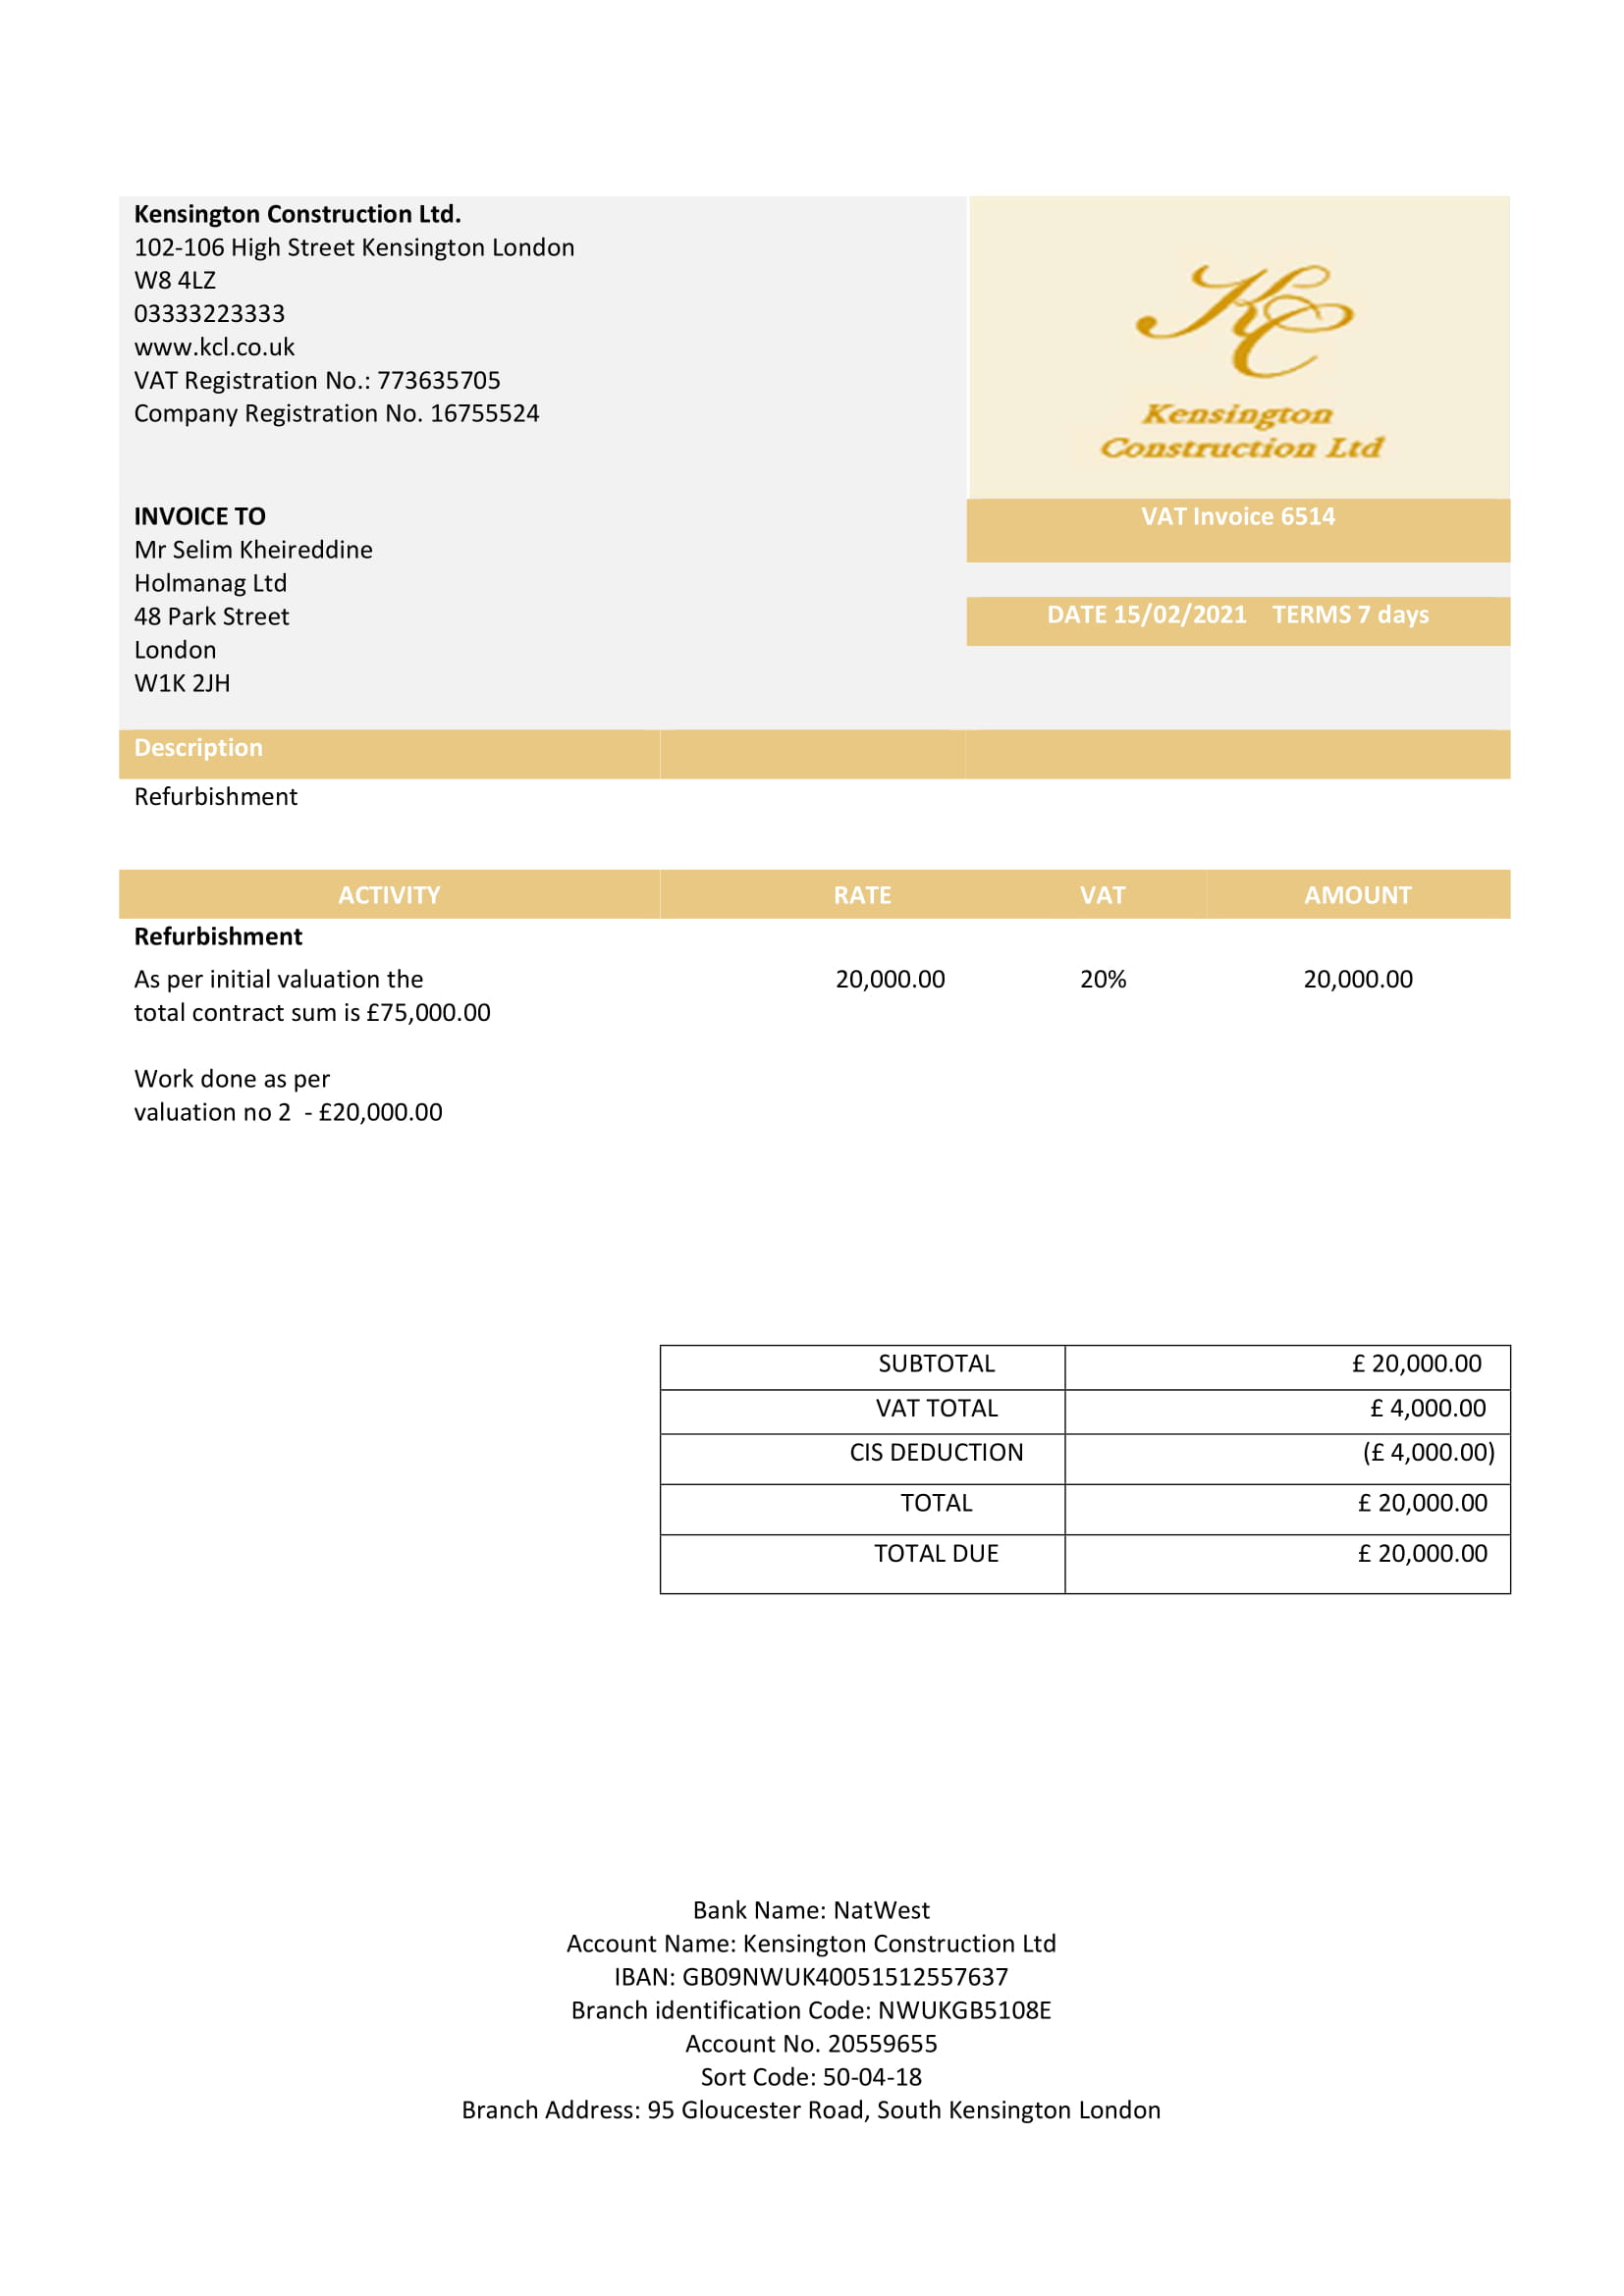 Kensington Construction Ltd.
102-106 High Street Kensington London
W8 4LZ
03333223333
www.kcl.co.uk
VAT Registration No.: 773635705
Company Registration No. 16755524
KC
Kensington
Construction Ltd
INVOICE TO
Mr Selim Kheireddine
Holmanag Ltd
48 Park Street
London
W1K 2JH
VAT Invoice 6514
DATE 15/02/2021 TERMS 7 days
Description
Refurbishment
ACTIVITY RATE VAT AMOUNT
Refurbishment
As per initial valuation the 20,000.00 20% 20,000.00
total contract sum is £75,000.00
Work done as per
valuation no 2 - £20,000.00
SUBTOTAL £ 20,000.00
VAT TOTAL £ 4,000.00
CIS DEDUCTION (£ 4,000.00)
TOTAL £ 20,000.00
TOTAL DUE £ 20,000.00
Bank Name: NatWest
Account Name: Kensington Construction Ltd
IBAN: GB09NWUK40051512557637
Branch identification Code: NWUKGB5108E
Account No. 20559655
Sort Code: 50-04-18
Branch Address: 95 Gloucester Road, South Kensington London